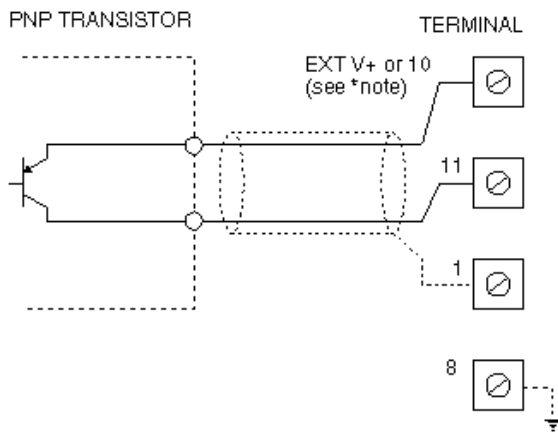 PNP TRANSISTOR
TERMINAL
EXT V+ or 10
(see *note)
11
1
8